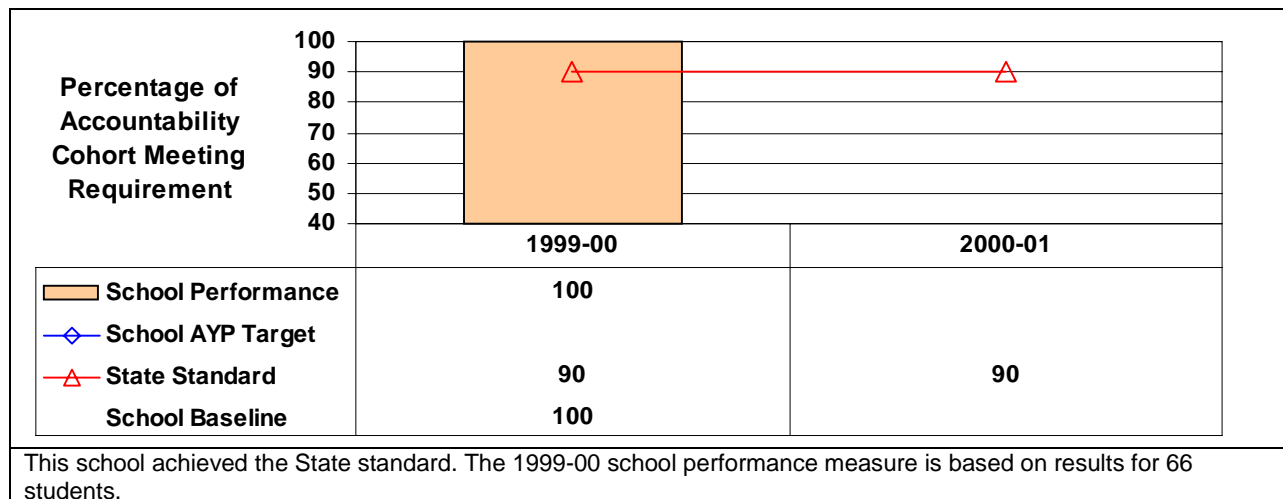 Percentage of
Accountability
Cohort Meeting
Requirement
100
90
80
70
60
50
40
1999-00 2000-01
School Performance 100
School AYP Target
State Standard 90 90
School Baseline 100
This school achieved the State standard. The 1999-00 school performance measure is based on results for 66
students.